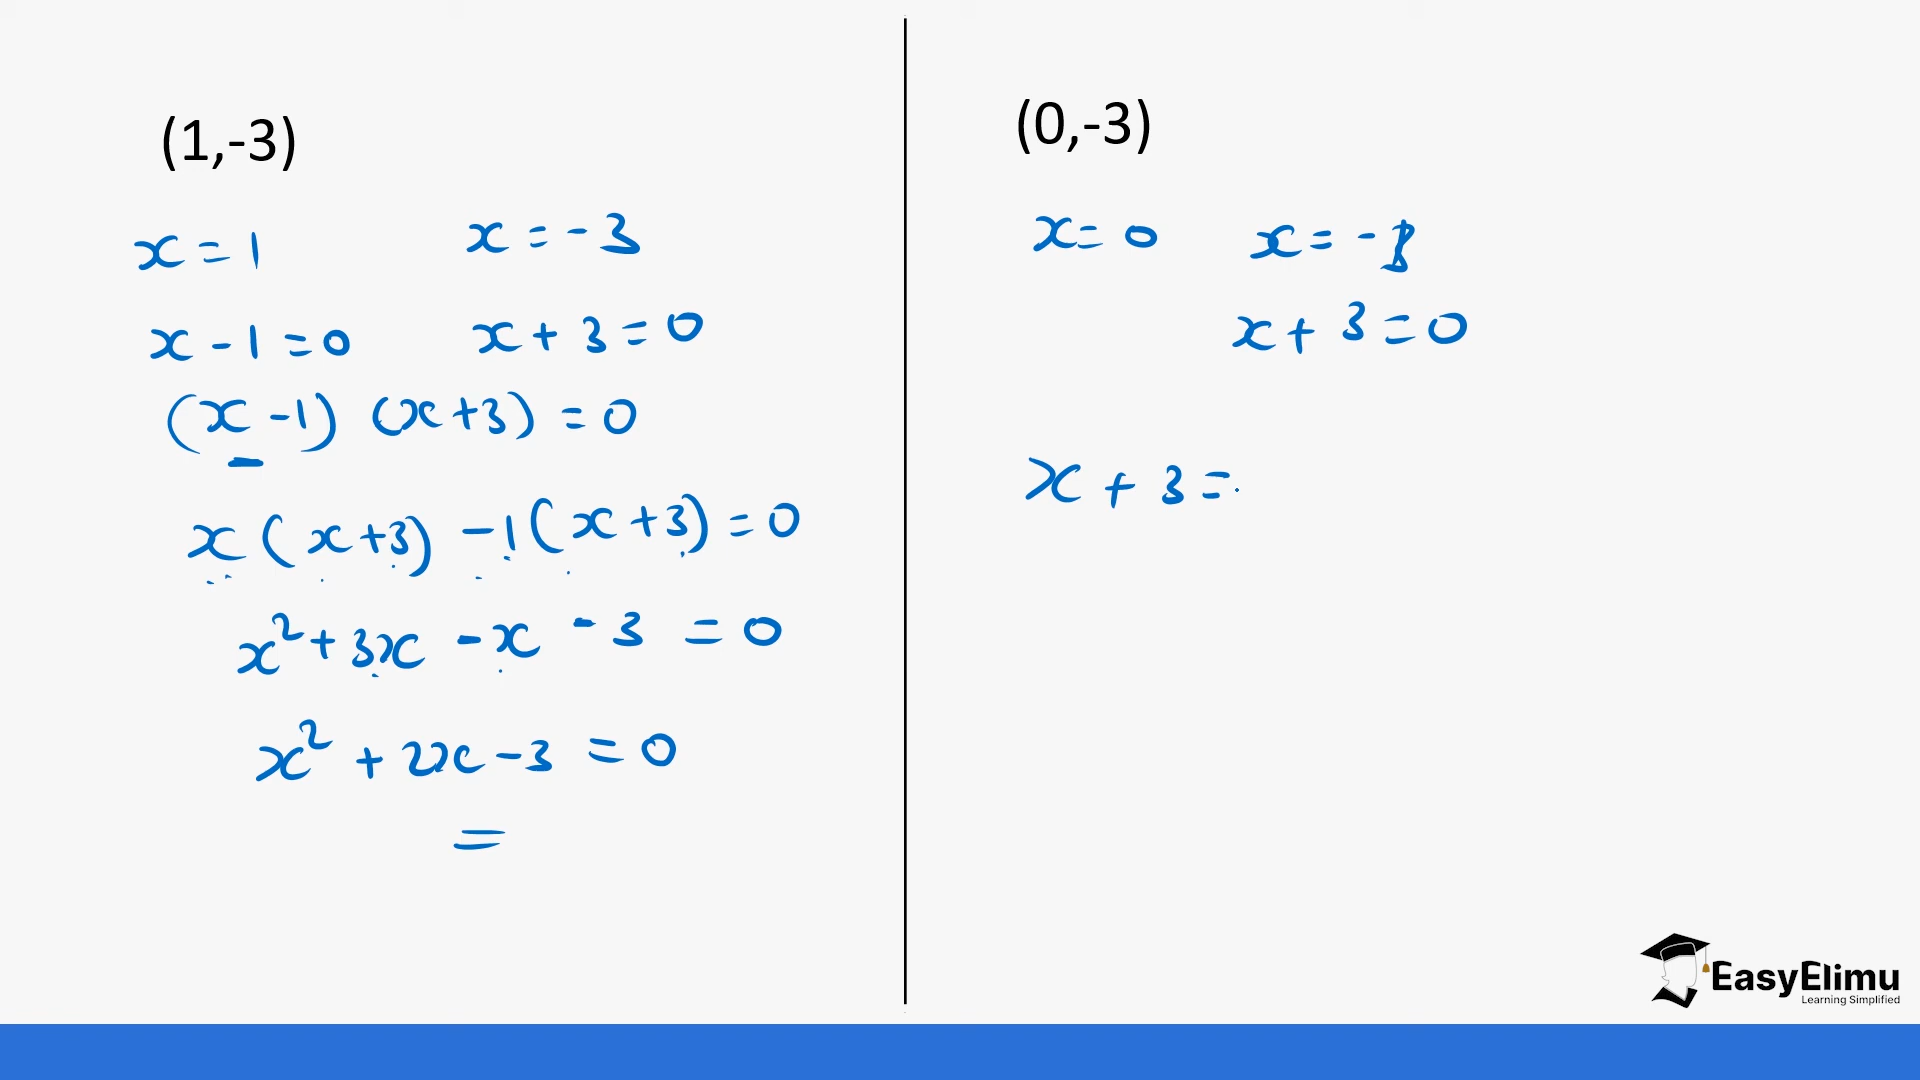 (1,-3)
x = 1 x = -3
x - 1 = 0 x + 3 = 0
(x - 1) (x + 3) = 0
x (x + 3) - 1 (x + 3) = 0
x² + 3x - x - 3 = 0
x² + 2x - 3 = 0
=
(0,-3)
x = 0 x = -3
x + 3 = 0
x + 3 =
EasyElimu
Learning Simplified